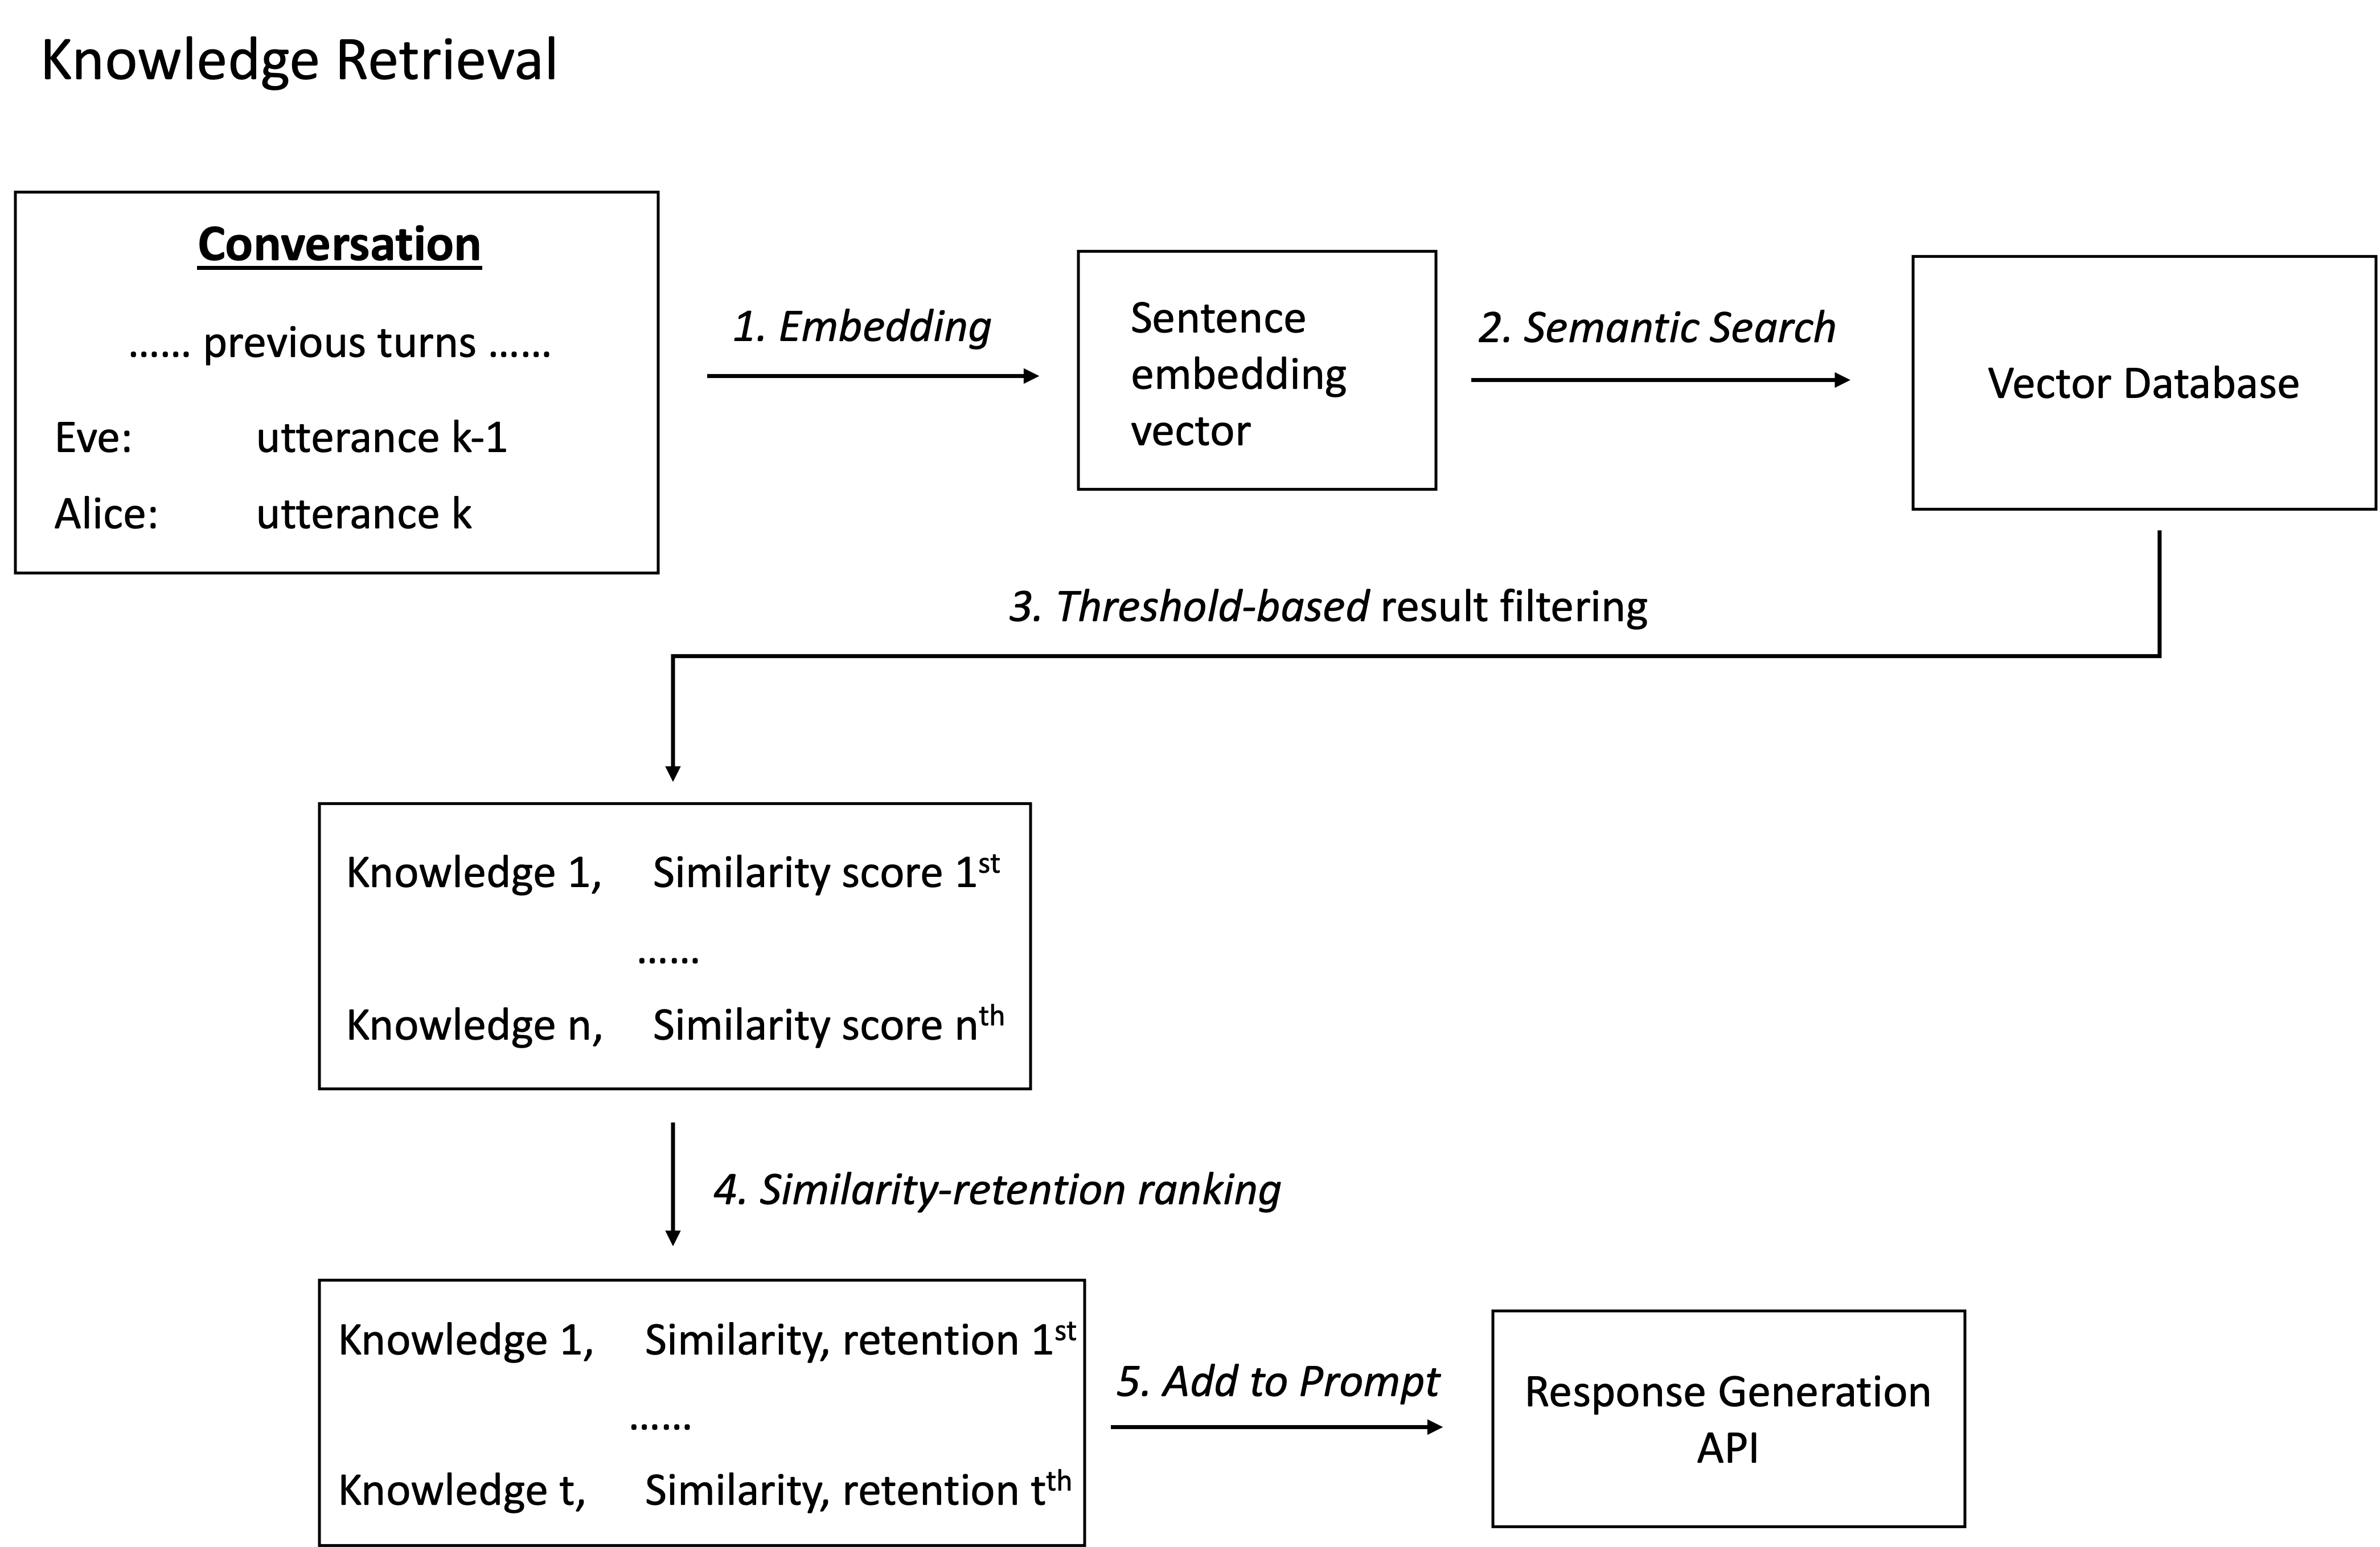 Knowledge Retrieval
Conversation
…… previous turns ……
Eve: utterance k-1
Alice: utterance k
1. Embedding
Sentence
embedding
vector
2. Semantic Search
Vector Database
3. Threshold-based result filtering
Knowledge 1, Similarity score 1st
……
Knowledge n, Similarity score nth
4. Similarity-retention ranking
Knowledge 1, Similarity, retention 1st
……
Knowledge t, Similarity, retention tth
5. Add to Prompt
Response Generation
API